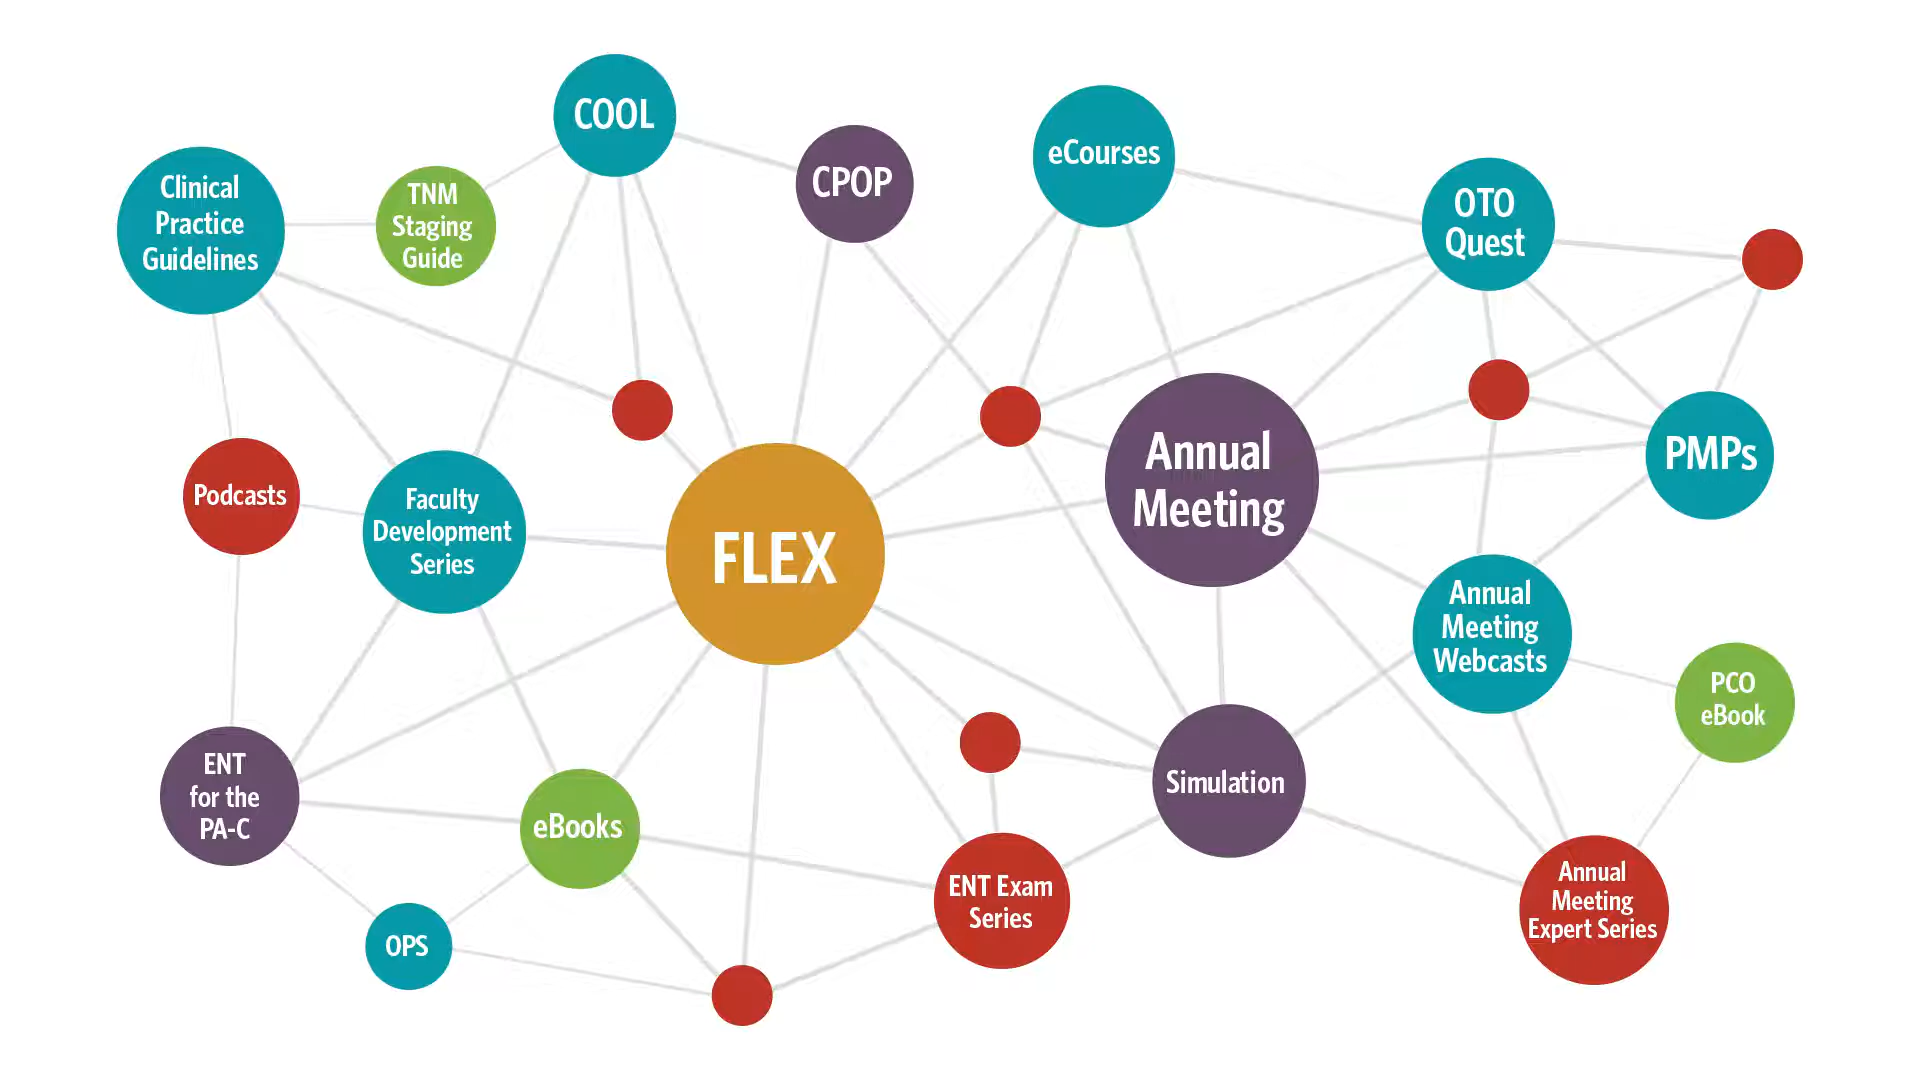 COOL
CPOP
eCourses
Clinical
Practice
Guidelines
TNM
Staging
Guide
OTO
Quest
Annual
Meeting
PMPs
Podcasts
Faculty
Development
Series
FLEX
Annual
Meeting
Webcasts
PCO
eBook
ENT
for the
PA-C
eBooks
Simulation
ENT Exam
Series
Annual
Meeting
Expert Series
OPS